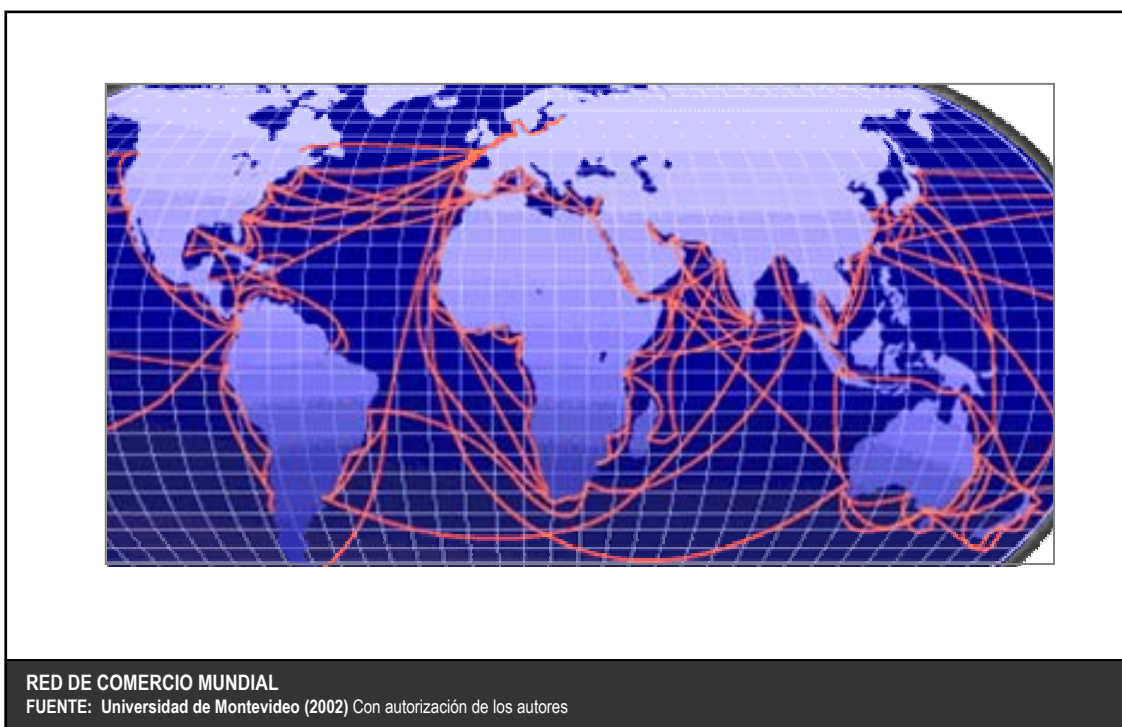 RED DE COMERCIO MUNDIAL
FUENTE: Universidad de Montevideo (2002) Con autorización de los autores